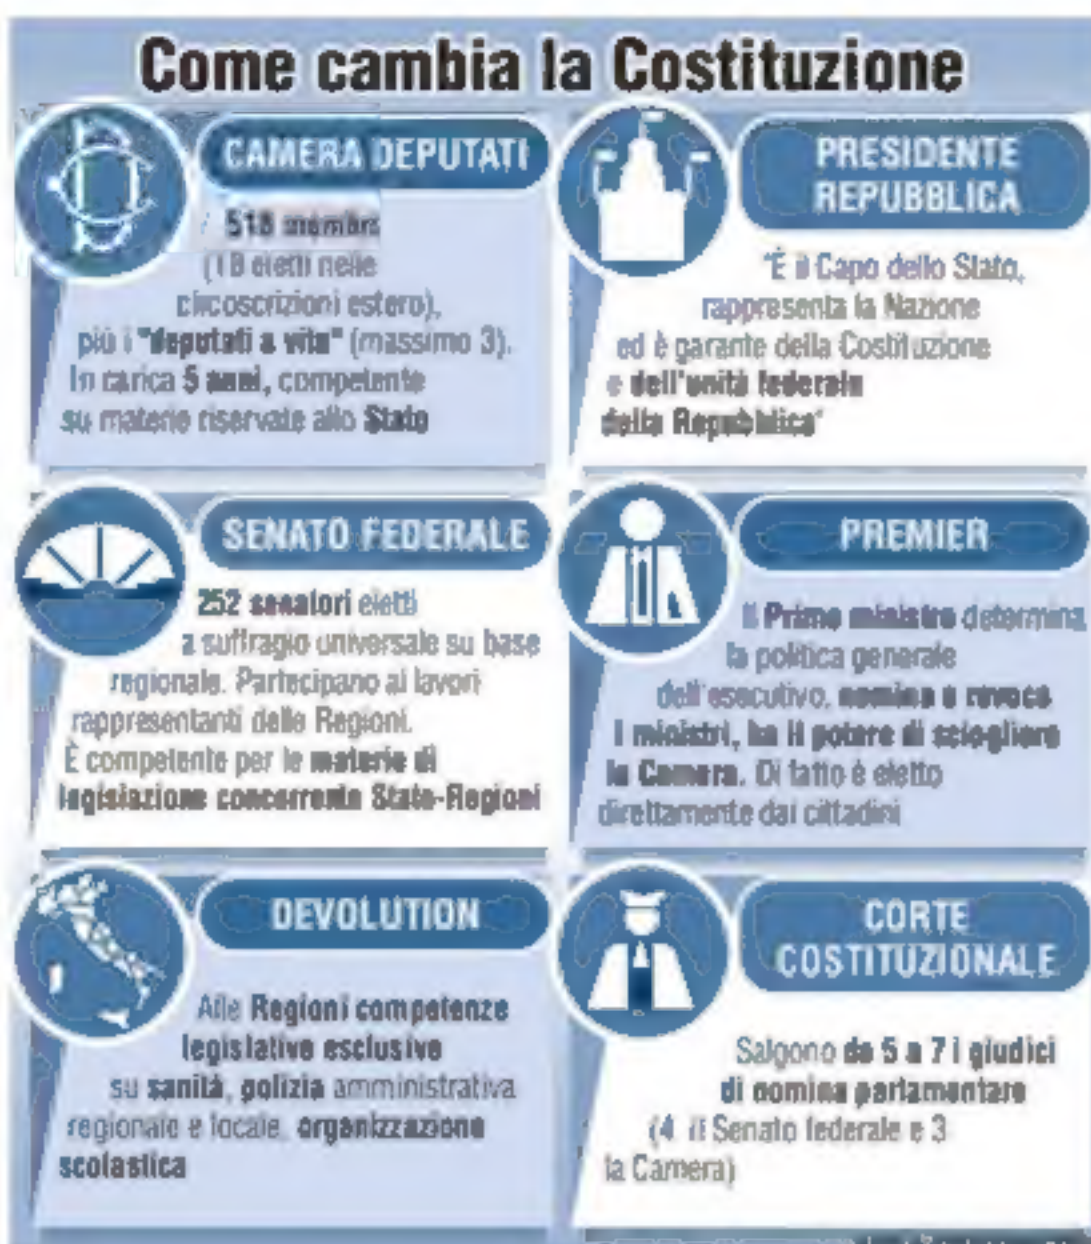 Come cambia la Costituzione
CAMERA DEPUTATI
518 membri
(18 eletti nelle
circoscrizioni estero),
più i "deputati a vita" (massimo 3).
In carica 5 anni, competente
su materie riservate allo Stato
PRESIDENTE
REPUBBLICA
"È il Capo dello Stato,
rappresenta la Nazione
ed è garante della Costituzione
e dell'unità federale
della Repubblica"
SENATO FEDERALE
252 senatori eletti
a suffragio universale su base
regionale. Partecipano ai lavori
rappresentanti delle Regioni.
È competente per le materie di
legislazione concorrente Stato-Regioni
PREMIER
Il Primo ministro determina
la politica generale
dell'esecutivo, nomina e revoca
i ministri, ha il potere di sciogliere
la Camera. Di fatto è eletto
direttamente dai cittadini
DEVOLUTION
Alle Regioni competenze
legislative esclusive
su sanità, polizia amministrativa
regionale e locale, organizzazione
scolastica
CORTE
COSTITUZIONALE
Salgono da 5 a 7 i giudici
di nomina parlamentare
(4 il Senato federale e 3
la Camera)